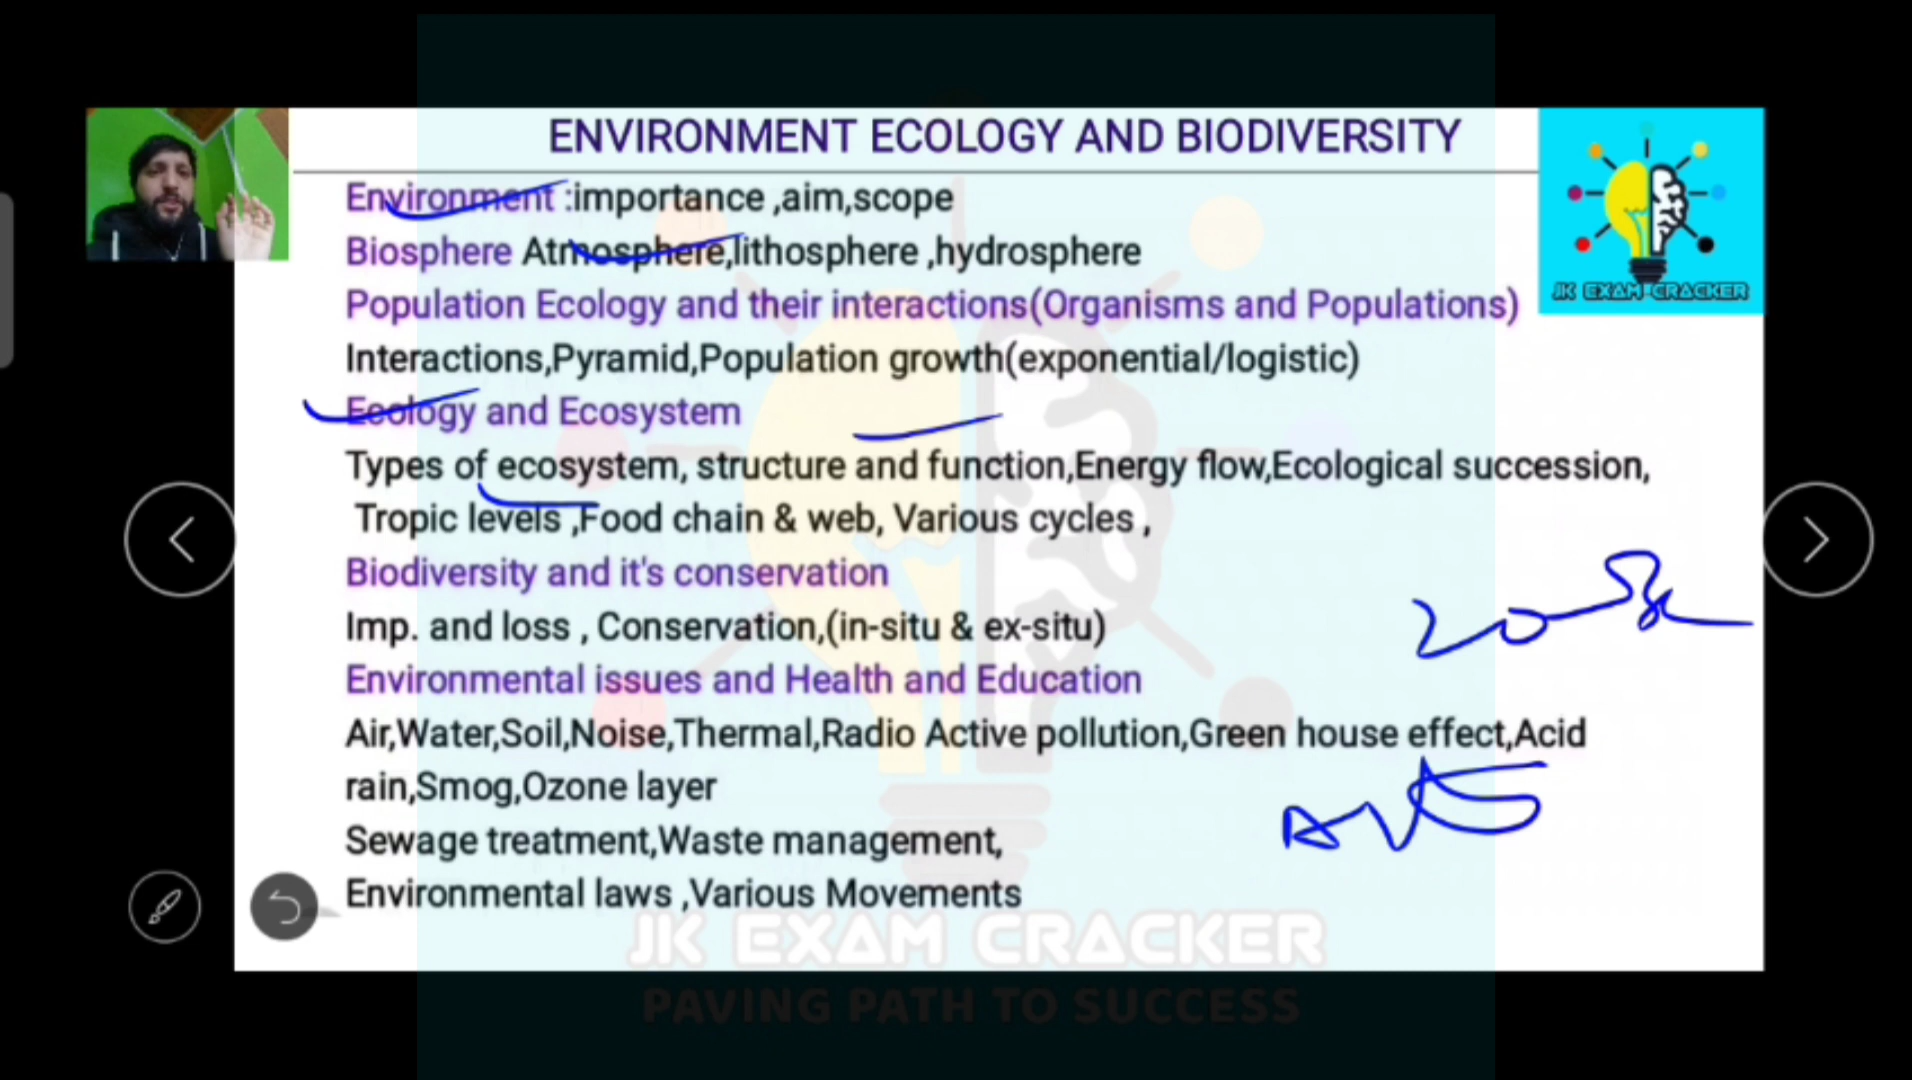 ENVIRONMENT ECOLOGY AND BIODIVERSITY
Environment :importance ,aim,scope
Biosphere Atmosphere,lithosphere ,hydrosphere
JK EXAM CRACKER
Population Ecology and their interactions(Organisms and Populations)
Interactions,Pyramid,Population growth(exponential/logistic)
Ecology and Ecosystem
Types of ecosystem, structure and function,Energy flow,Ecological succession,
Tropic levels ,Food chain & web, Various cycles ,
Biodiversity and it's conservation
Imp. and loss , Conservation,(in-situ & ex-situ)
Environmental issues and Health and Education
Air,Water,Soil,Noise,Thermal,Radio Active pollution,Green house effect,Acid
rain,Smog,Ozone layer
Sewage treatment,Waste management,
Environmental laws ,Various Movements
JK EXAM CRACKER
PAVING PATH TO SUCCESS